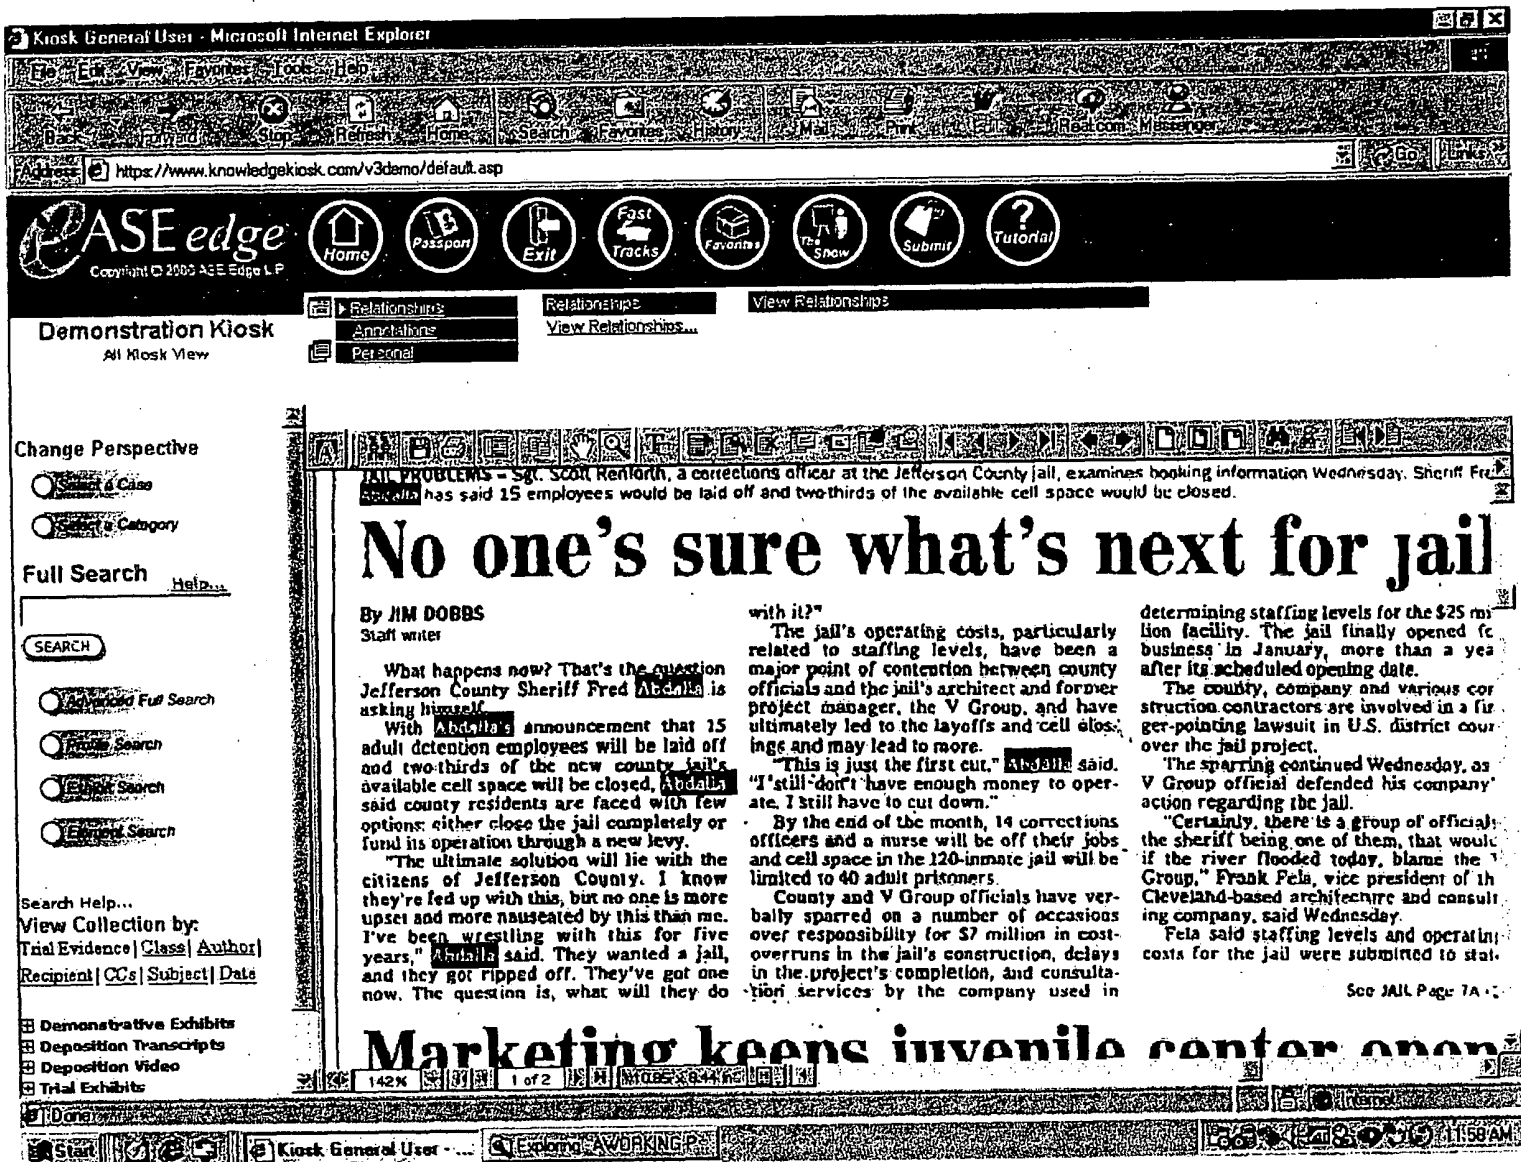 Kiosk General User - Microsoft Internet Explorer
File Edit View Favorites Tools Help
Back Forward Stop Refresh Home Search Favorites History Mail Print Edit Real.com Messenger
Address https://www.knowledgekiosk.com/v3demo/default.asp Go Links
ASE edge
Copyright © 2000 ASE Edge L.P.
Home Passport Exit Fast Tracks Favorites The Show Submit Tutorial
Relationships Relationships View Relationships
Annotations View Relationships...
Personal
Demonstration Kiosk
All Kiosk View
Change Perspective
Select a Case
Select a Category
Full Search Help...
SEARCH
Advanced Full Search
Profile Search
Exhibit Search
Element Search
Search Help...
View Collection by:
Trial Evidence| Class| Author|
Recipient| CCs| Subject| Date
Demonstrative Exhibits
Deposition Transcripts
Deposition Video
Trial Exhibits
JAIL PROBLEMS – Sgt. Scott Renforth, a corrections officer at the Jefferson County jail, examines booking information Wednesday. Sheriff Fre
Abdalla has said 15 employees would be laid off and two-thirds of the available cell space would be closed.
No one's sure what's next for jail
By JIM DOBBS
Staff writer
What happens now? That's the question
Jefferson County Sheriff Fred Abdalla is
asking himself.
With Abdalla's announcement that 15
adult detention employees will be laid off
and two-thirds of the new county jail's
available cell space will be closed, Abdalla
said county residents are faced with few
options: either close the jail completely or
fund its operation through a new levy.
"The ultimate solution will lie with the
citizens of Jefferson County. I know
they're fed up with this, but no one is more
upset and more nauseated by this than me.
I've been wrestling with this for five
years," Abdalla said. They wanted a jail,
and they got ripped off. They've got one
now. The question is, what will they do
with it?"
The jail's operating costs, particularly
related to staffing levels, have been a
major point of contention between county
officials and the jail's architect and former
project manager, the V Group, and have
ultimately led to the layoffs and cell clos-
ings and may lead to more.
"This is just the first cut," Abdalla said.
"I still don't have enough money to oper-
ate. I still have to cut down."
By the end of the month, 14 corrections
officers and a nurse will be off their jobs
and cell space in the 120-inmate jail will be
limited to 40 adult prisoners.
County and V Group officials have ver-
bally sparred on a number of occasions
over responsibility for $7 million in cost-
overruns in the jail's construction, delays
in the project's completion, and consulta-
tion services by the company used in
determining staffing levels for the $25 mi
lion facility. The jail finally opened fc
business in January, more than a yea
after its scheduled opening date.
The county, company and various cor
struction contractors are involved in a fir
ger-pointing lawsuit in U.S. district cour
over the jail project.
The sparring continued Wednesday, as
V Group official defended his company'
action regarding the jail.
"Certainly, there is a group of officials
the sheriff being one of them, that would
if the river flooded today, blame the V
Group," Frank Fela, vice president of th
Cleveland-based architecture and consult
ing company, said Wednesday.
Fela said staffing levels and operating
costs for the jail were submitted to stat
See JAIL Page 7A
Marketing keeps juvenile center open
142% 1 of 2
Done Internet
Start Kiosk General User - ... Exploring 11:58 AM